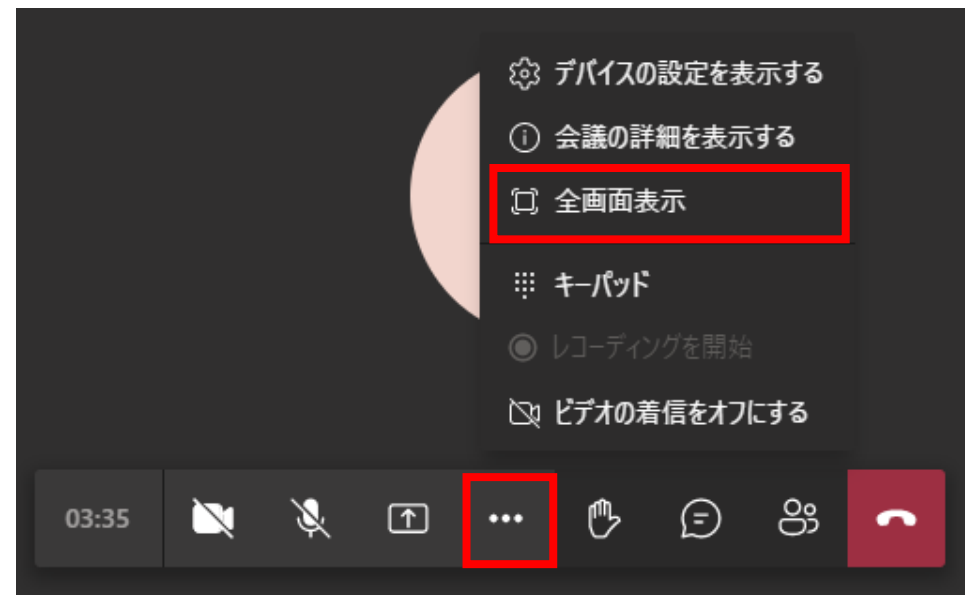 デバイスの設定を表示する
会議の詳細を表示する
全画面表示
キーパッド
レコーディングを開始
ビデオの着信をオフにする
03:35